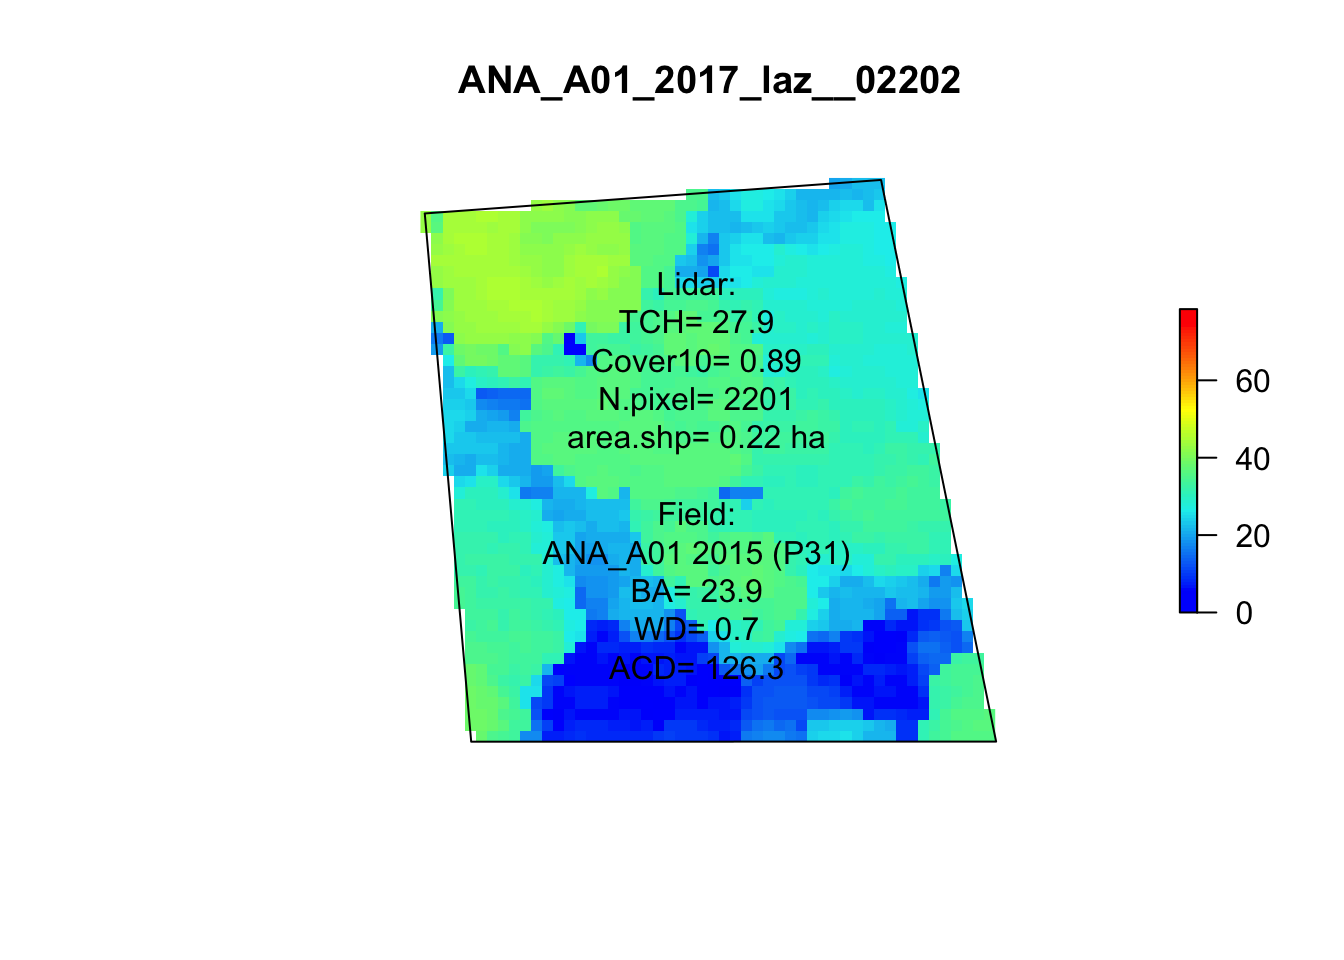 ANA_A01_2017_laz__02202
Lidar:
TCH= 27.9
Cover10= 0.89
N.pixel= 2201
area.shp= 0.22 ha
Field:
ANA_A01 2015 (P31)
BA= 23.9
WD= 0.7
ACD= 126.3
60
40
20
0